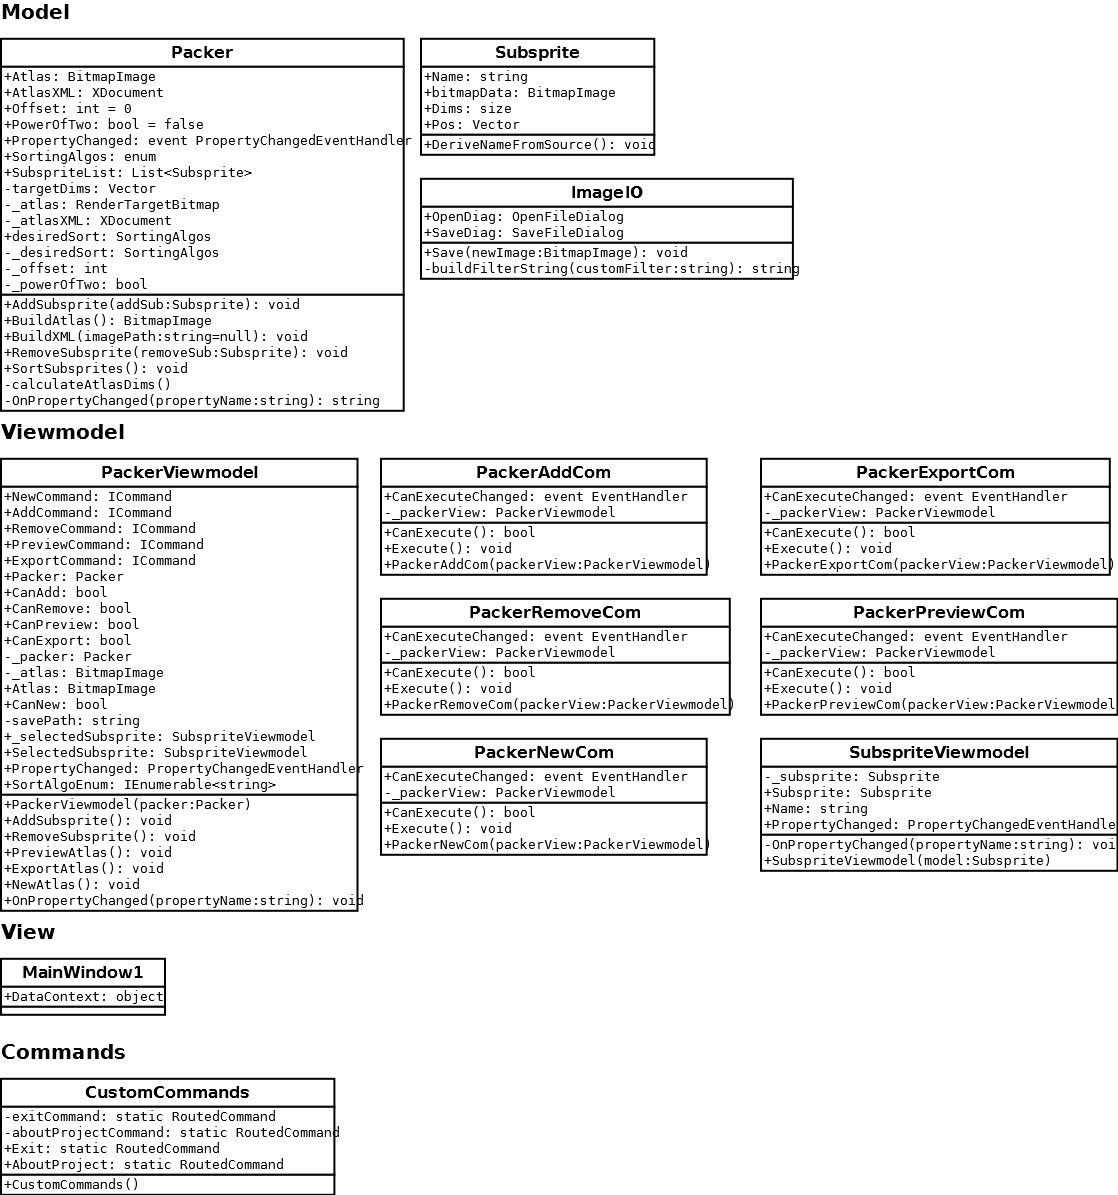 Model
Packer
+Atlas: BitmapImage
+AtlasXML: XDocument
+Offset: int = 0
+PowerOfTwo: bool = false
+PropertyChanged: event PropertyChangedEventHandler
+SortingAlgos: enum
+SubspriteList: List<Subsprite>
-targetDims: Vector
-_atlas: RenderTargetBitmap
-_atlasXML: XDocument
+desiredSort: SortingAlgos
-_desiredSort: SortingAlgos
-_offset: int
-_powerOfTwo: bool
+AddSubsprite(addSub:Subsprite): void
+BuildAtlas(): BitmapImage
+BuildXML(imagePath:string=null): void
+RemoveSubsprite(removeSub:Subsprite): void
+SortSubsprites(): void
-calculateAtlasDims()
-OnPropertyChanged(propertyName:string): string
Subsprite
+Name: string
+bitmapData: BitmapImage
+Dims: size
+Pos: Vector
+DeriveNameFromSource(): void
ImageIO
+OpenDiag: OpenFileDialog
+SaveDiag: SaveFileDialog
+Save(newImage:BitmapImage): void
-buildFilterString(customFilter:string): string
Viewmodel
PackerViewmodel
+NewCommand: ICommand
+AddCommand: ICommand
+RemoveCommand: ICommand
+PreviewCommand: ICommand
+ExportCommand: ICommand
+Packer: Packer
+CanAdd: bool
+CanRemove: bool
+CanPreview: bool
+CanExport: bool
-_packer: Packer
-_atlas: BitmapImage
+Atlas: BitmapImage
+CanNew: bool
-savePath: string
+_selectedSubsprite: SubspriteViewmodel
+SelectedSubsprite: SubspriteViewmodel
+PropertyChanged: PropertyChangedEventHandler
+SortAlgoEnum: IEnumerable<string>
+PackerViewmodel(packer:Packer)
+AddSubsprite(): void
+RemoveSubsprite(): void
+PreviewAtlas(): void
+ExportAtlas(): void
+NewAtlas(): void
+OnPropertyChanged(propertyName:string): void
PackerAddCom
+CanExecuteChanged: event EventHandler
-_packerView: PackerViewmodel
+CanExecute(): bool
+Execute(): void
+PackerAddCom(packerView:PackerViewmodel)
PackerExportCom
+CanExecuteChanged: event EventHandler
-_packerView: PackerViewmodel
+CanExecute(): bool
+Execute(): void
+PackerExportCom(packerView:PackerViewmodel)
PackerRemoveCom
+CanExecuteChanged: event EventHandler
-_packerView: PackerViewmodel
+CanExecute(): bool
+Execute(): void
+PackerRemoveCom(packerView:PackerViewmodel)
PackerPreviewCom
+CanExecuteChanged: event EventHandler
-_packerView: PackerViewmodel
+CanExecute(): bool
+Execute(): void
+PackerPreviewCom(packerView:PackerViewmodel
PackerNewCom
+CanExecuteChanged: event EventHandler
-_packerView: PackerViewmodel
+CanExecute(): bool
+Execute(): void
+PackerNewCom(packerView:PackerViewmodel)
SubspriteViewmodel
-_subsprite: Subsprite
+Subsprite: Subsprite
+Name: string
+PropertyChanged: PropertyChangedEventHandle
-OnPropertyChanged(propertyName:string): voi
+SubspriteViewmodel(model:Subsprite)
View
MainWindow1
+DataContext: object
Commands
CustomCommands
-exitCommand: static RoutedCommand
-aboutProjectCommand: static RoutedCommand
+Exit: static RoutedCommand
+AboutProject: static RoutedCommand
+CustomCommands()